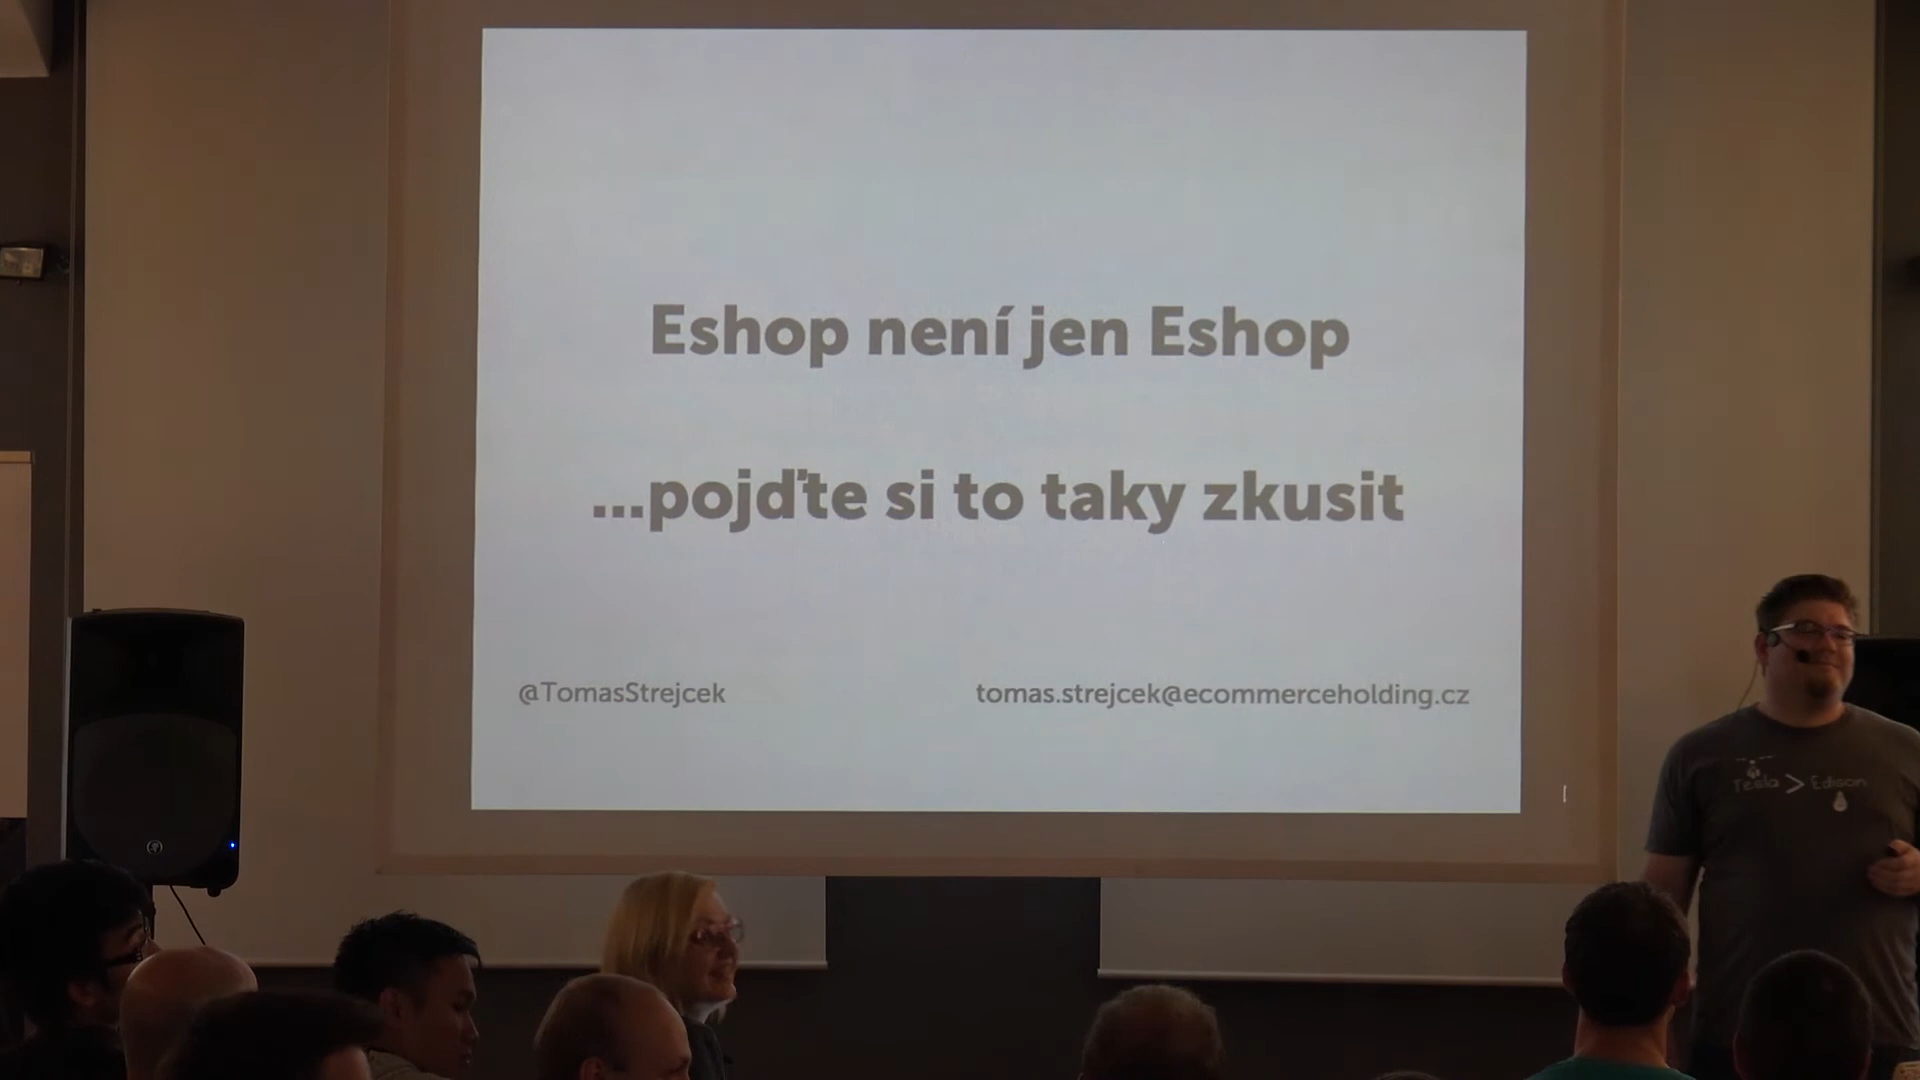 Eshop není jen Eshop
...pojďte si to taky zkusit
@TomasStrejcek
tomas.strejcek@ecommerceholding.cz
Tesla > Edison